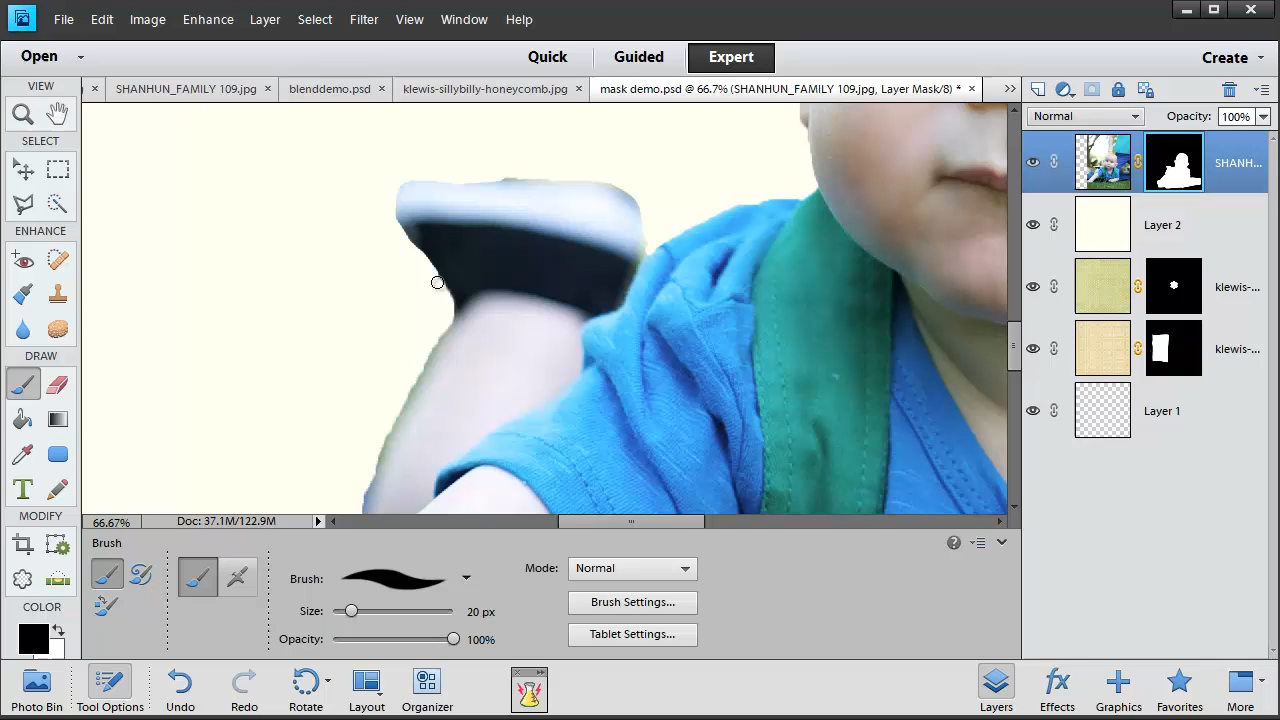 File Edit Image Enhance Layer Select Filter View Window Help
Open Quick Guided Expert Create
VIEW
SHANHUN_FAMILY 109.jpg × blenddemo.psd × klewis-sillybilly-honeycomb.jpg × mask demo.psd @ 66.7% (SHANHUN_FAMILY 109.jpg, Layer Mask/8) * ×
Normal Opacity: 100%
SELECT
SHANH...
Layer 2
ENHANCE
klewis-...
klewis-...
DRAW
Layer 1
MODIFY
66.67% Doc: 37.1M/122.9M
Brush
Brush: Mode: Normal
Brush Settings...
COLOR
Size: 20 px
Opacity: 100% Tablet Settings...
Photo Bin Tool Options Undo Redo Rotate Layout Organizer Layers Effects Graphics Favorites More